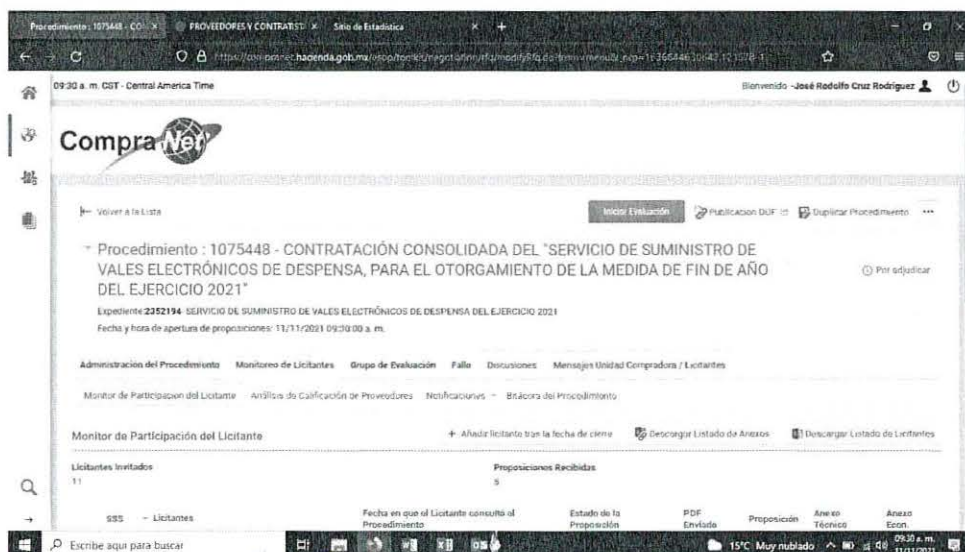 Procedimiento : 1075448 - CO
PROVEEDORES Y CONTRATIST
Sitio de Estadística
09:30 a. m. CST - Central America Time
Bienvenido -José Rodolfo Cruz Rodriguez
CompraNet
Volver a la Lista
Iniciar Evaluación
Publicacion DOF
Duplicar Procedimiento
Procedimiento : 1075448 - CONTRATACIÓN CONSOLIDADA DEL "SERVICIO DE SUMINISTRO DE
VALES ELECTRÓNICOS DE DESPENSA, PARA EL OTORGAMIENTO DE LA MEDIDA DE FIN DE AÑO
DEL EJERCICIO 2021"
Por adjudicar
Expediente:2352194- SERVICIO DE SUMINISTRO DE VALES ELECTRÓNICOS DE DESPENSA DEL EJERCICIO 2021
Fecha y hora de apertura de proposiciones: 11/11/2021 09:30:00 a. m.
Administración del Procedimiento Monitoreo de Licitantes Grupo de Evaluación Fallo Discusiones Mensajes Unidad Compradora / Licitantes
Monitor de Participación del Licitante Análisis de Calificación de Proveedores Notificaciones Bitácora del Procedimiento
Monitor de Participación del Licitante
+ Añadir licitante tras la fecha de cierre
Descargar Listado de Anexos
Descargar Listado de Licitantes
Licitantes Invitados
11
Proposiciones Recibidas
5
SSS - Licitantes
Fecha en que el Licitante consultó el Procedimiento
Estado de la Proposición
PDF Enviado
Proposición
Anexo Técnico
Anexo Econ.
Escribe aquí para buscar
15°C Muy nublado
09:30 a. m.
11/11/2021